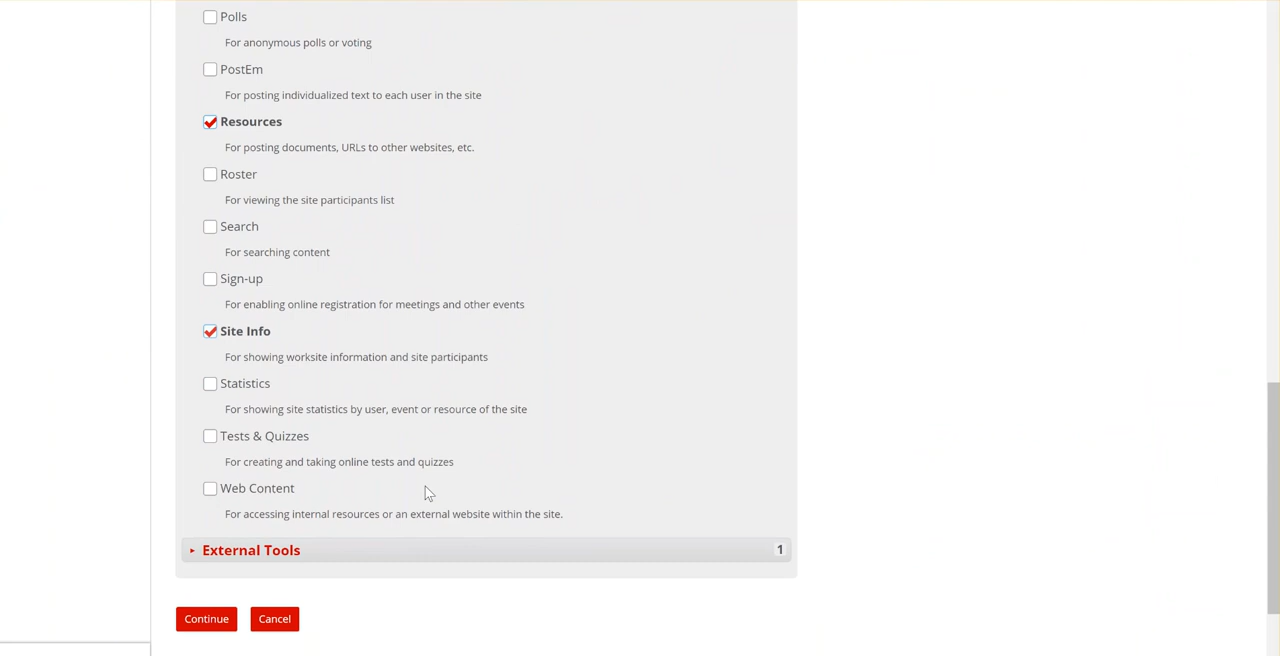 Polls
For anonymous polls or voting
PostEm
For posting individualized text to each user in the site
Resources
For posting documents, URLs to other websites, etc.
Roster
For viewing the site participants list
Search
For searching content
Sign-up
For enabling online registration for meetings and other events
Site Info
For showing worksite information and site participants
Statistics
For showing site statistics by user, event or resource of the site
Tests & Quizzes
For creating and taking online tests and quizzes
Web Content
For accessing internal resources or an external website within the site.
External Tools 1
Continue Cancel